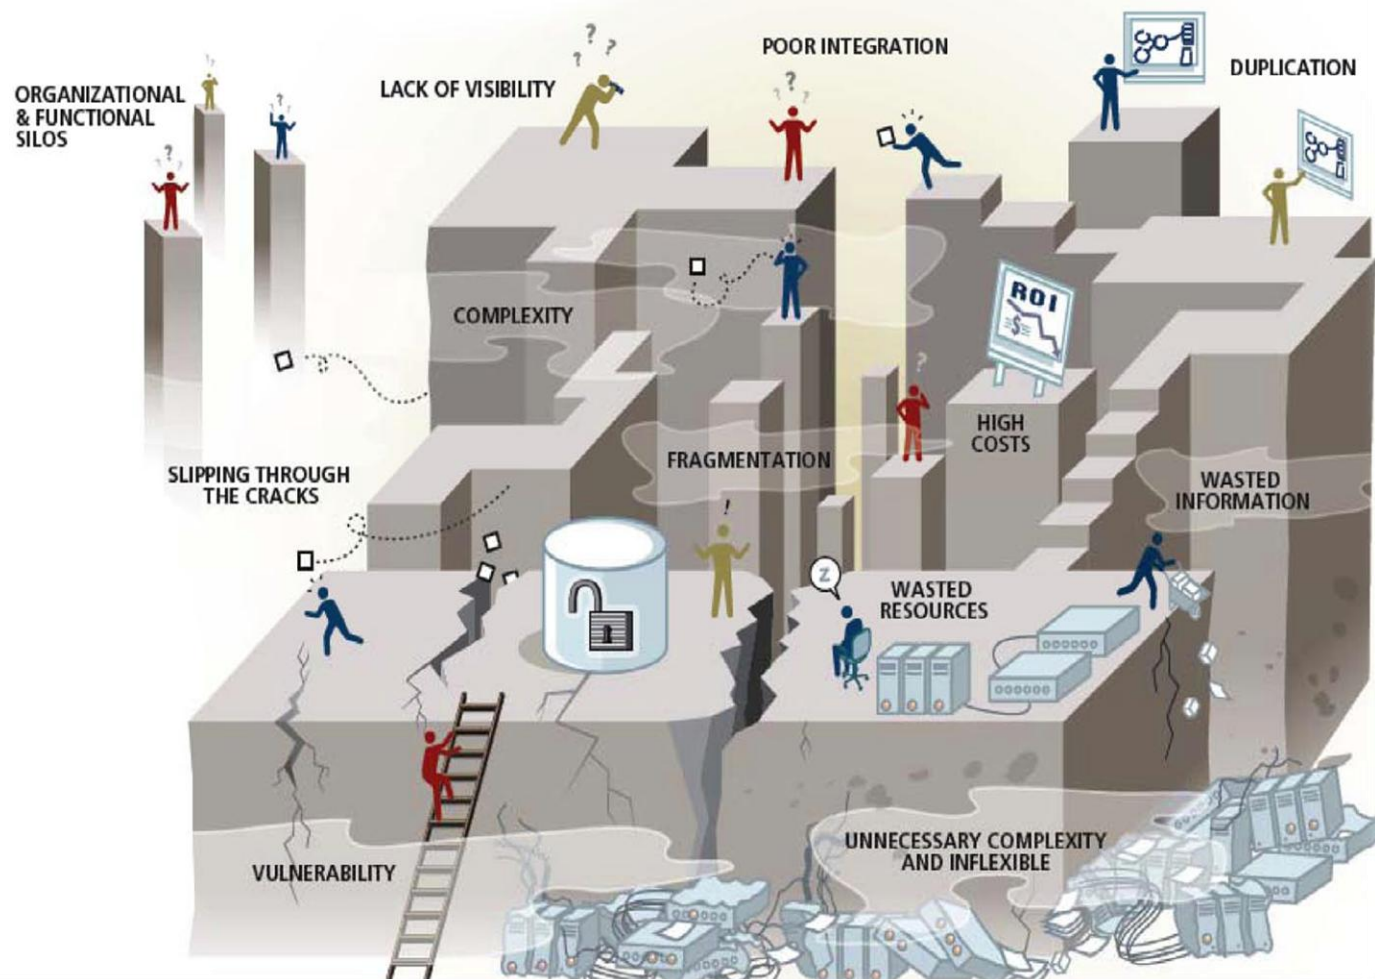 ORGANIZATIONAL
& FUNCTIONAL
SILOS
? ? ?
? ? ?
? ? ?
LACK OF VISIBILITY
? ? ?
POOR INTEGRATION
? ? ?
DUPLICATION
COMPLEXITY
ROI
$
HIGH
COSTS
?
FRAGMENTATION
SLIPPING THROUGH
THE CRACKS
WASTED
INFORMATION
!
Z
WASTED
RESOURCES
VULNERABILITY
UNNECESSARY COMPLEXITY
AND INFLEXIBLE